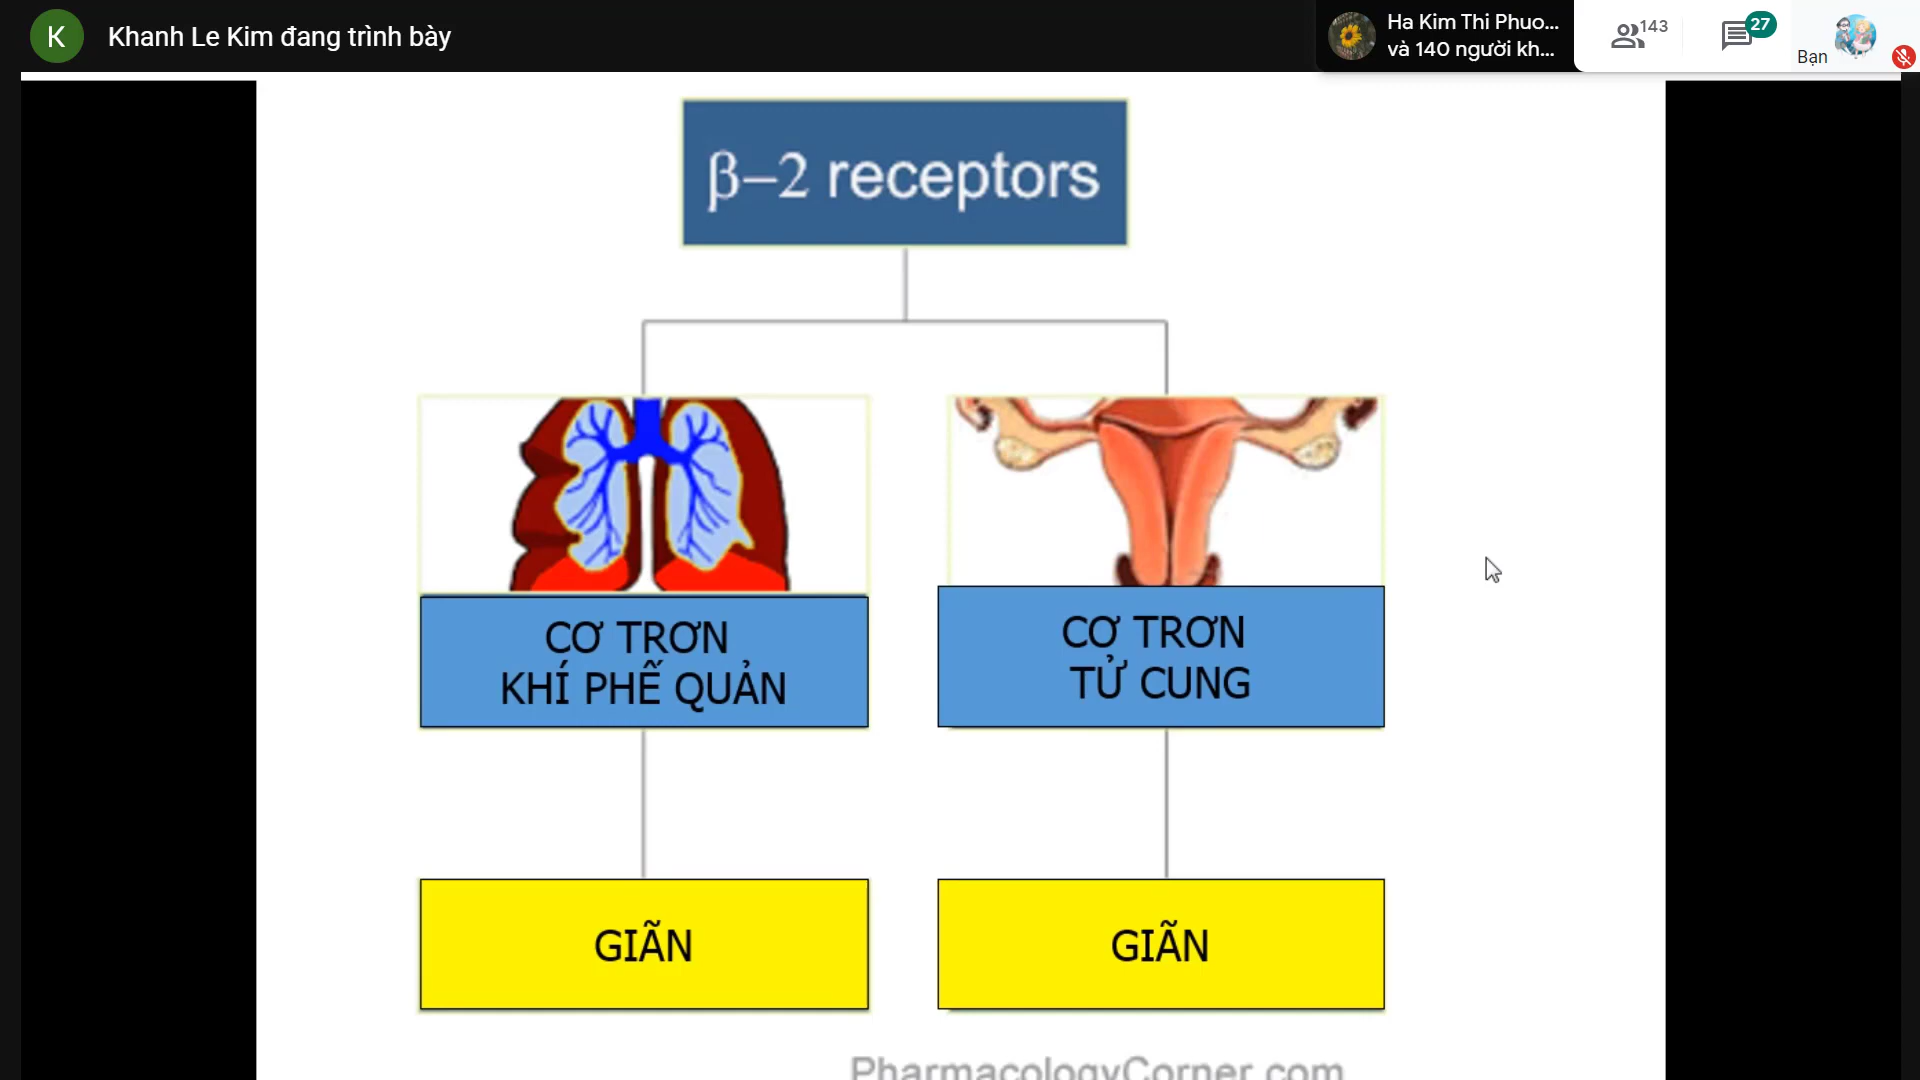 K
Khanh Le Kim đang trình bày
Ha Kim Thi Phuo...
và 140 người kh...
143
27
Bạn
β–2 receptors
CƠ TRƠN
KHÍ PHẾ QUẢN
CƠ TRƠN
TỬ CUNG
GIÃN
GIÃN
PharmacologyCorner.com